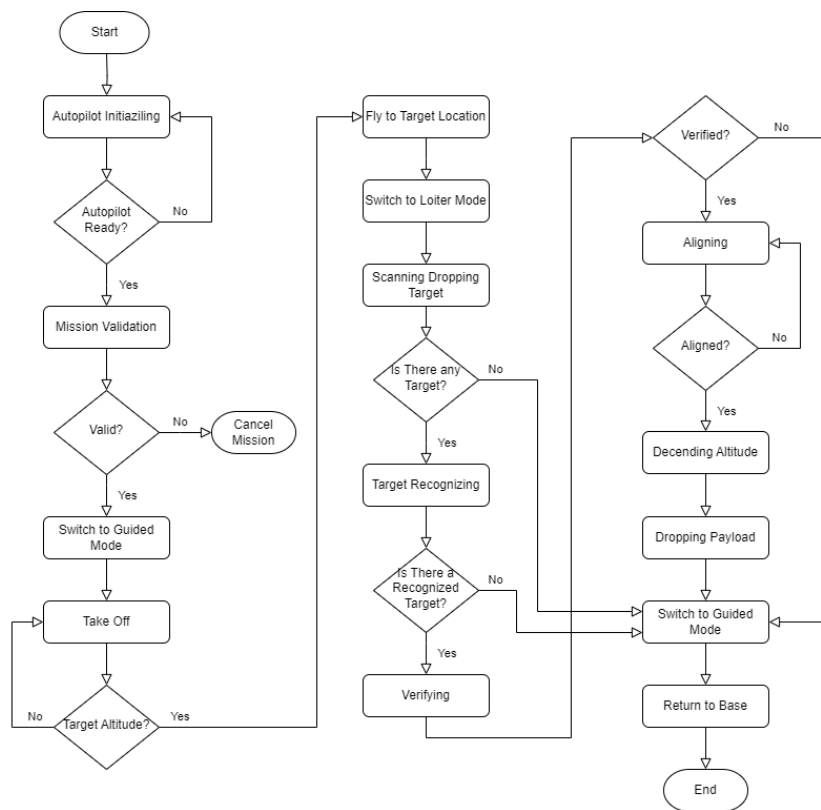 Start
Autopilot Initiaziling
Autopilot
Ready?
No
Yes
Mission Validation
Valid?
No
Cancel
Mission
Yes
Switch to Guided
Mode
Take Off
Target Altitude?
No
Yes
Fly to Target Location
Switch to Loiter Mode
Scanning Dropping
Target
Is There any
Target?
No
Yes
Target Recognizing
Is There a
Recognized
Target?
No
Yes
Verifying
Verified?
No
Yes
Aligning
Aligned?
No
Yes
Decending Altitude
Dropping Payload
Switch to Guided
Mode
Return to Base
End